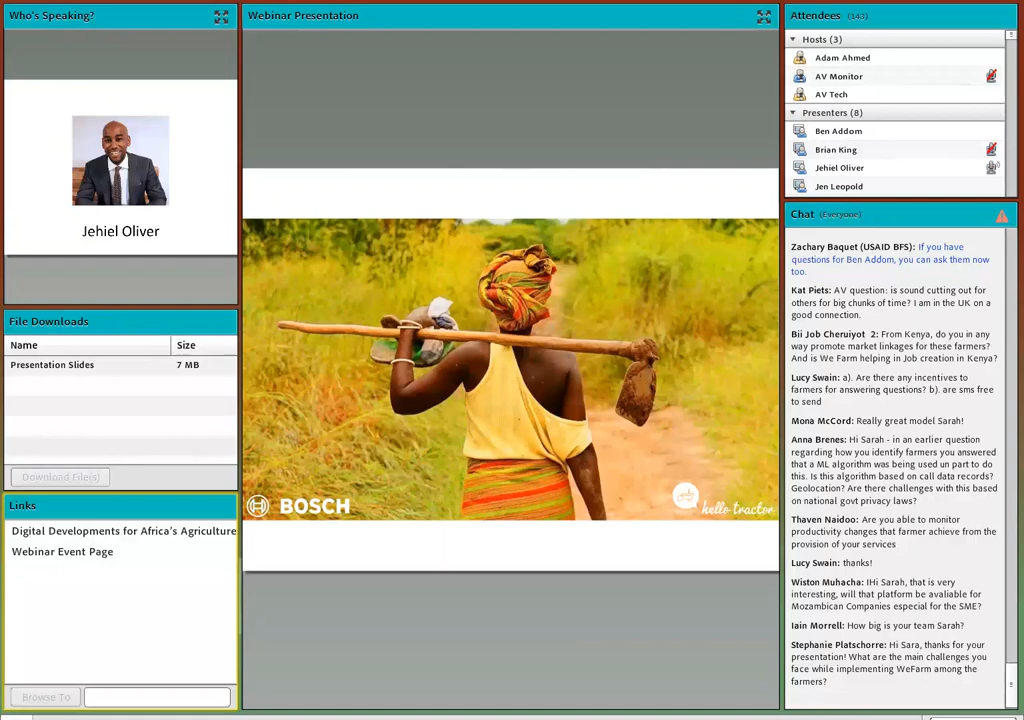 Who's Speaking?
Jehiel Oliver
File Downloads
Name Size
Presentation Slides 7 MB
Download File(s)
Links
Digital Developments for Africa's Agriculture
Webinar Event Page
Browse To
Webinar Presentation
BOSCH
hello tractor
Attendees (143)
Hosts (3)
Adam Ahmed
AV Monitor
AV Tech
Presenters (8)
Ben Addom
Brian King
Jehiel Oliver
Jen Leopold
Chat (Everyone)
Zachary Baquet (USAID BFS): If you have
questions for Ben Addom, you can ask them now
too.
Kat Piets: AV question: is sound cutting out for
others for big chunks of time? I am in the UK on a
good connection.
Bii Job Cheruiyot 2: From Kenya, do you in any
way promote market linkages for these farmers?
And is We Farm helping in Job creation in Kenya?
Lucy Swain: a). Are there any incentives to
farmers for answering questions? b). are sms free
to send
Mona McCord: Really great model Sarah!
Anna Brenes: Hi Sarah - in an earlier question
regarding how you identify farmers you answered
that a ML algorithm was being used un part to do
this. Is this algorithm based on call data records?
Geolocation? Are there challenges with this based
on national govt privacy laws?
Thaven Naidoo: Are you able to monitor
productivity changes that farmer achieve from the
provision of your services
Lucy Swain: thanks!
Wiston Muhacha: IHi Sarah, that is very
interesting, will that platform be avaliable for
Mozambican Companies especial for the SME?
Iain Morrell: How big is your team Sarah?
Stephanie Platschorre: Hi Sara, thanks for your
presentation! What are the main challenges you
face while implementing WeFarm among the
farmers?